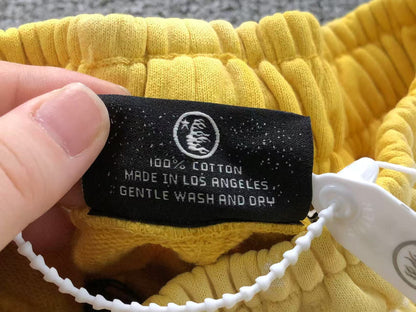 100% COTTON
MADE IN LOS ANGELES
GENTLE WASH AND DRY